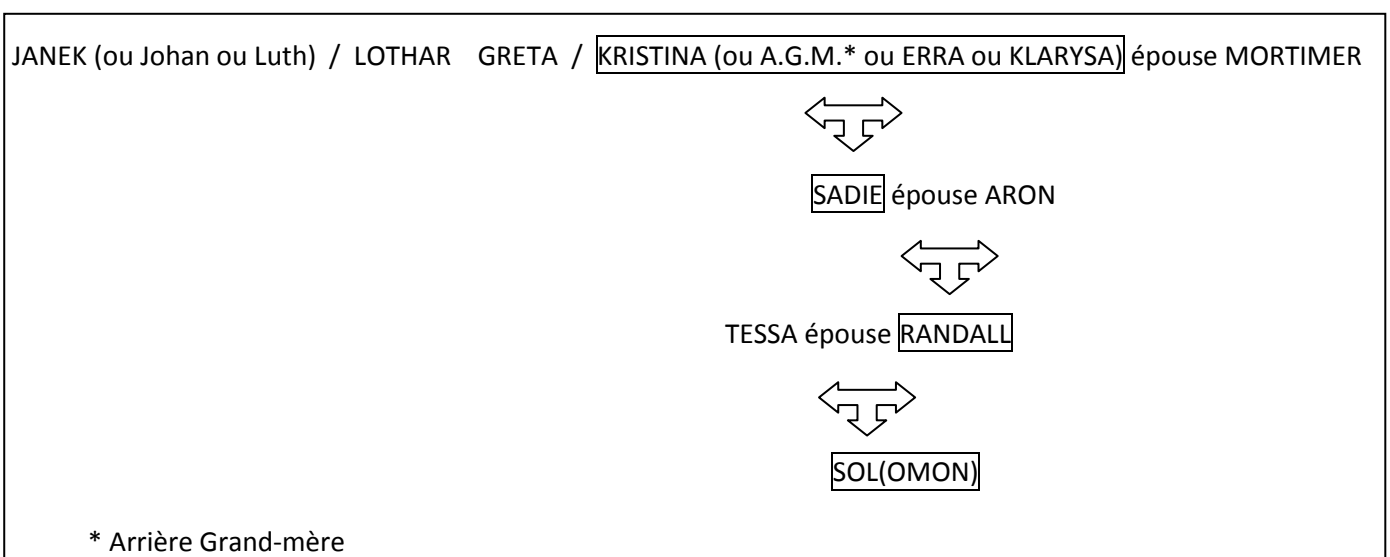 JANEK (ou Johan ou Luth) / LOTHAR GRETA / KRISTINA (ou A.G.M.* ou ERRA ou KLARYSA) épouse MORTIMER
SADIE épouse ARON
TESSA épouse RANDALL
SOL(OMON)
* Arrière Grand-mère